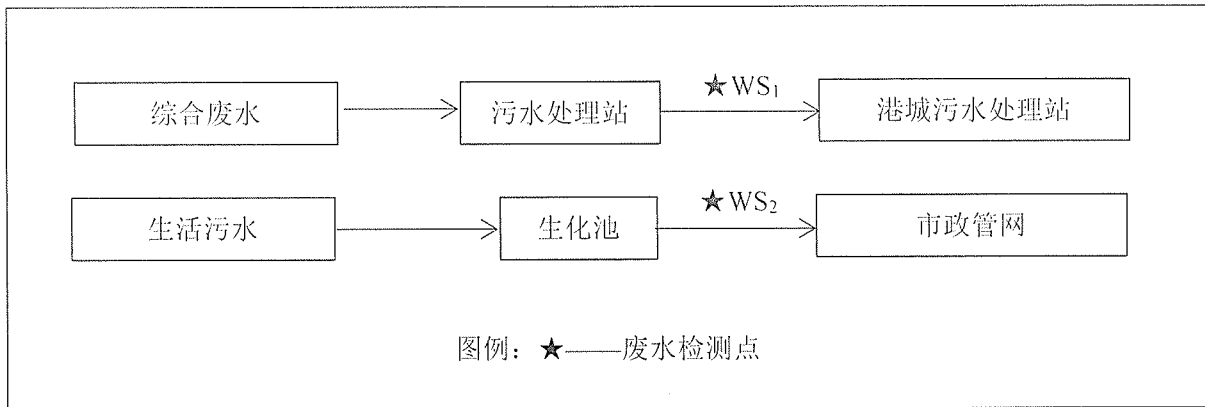 ★WS₁
综合废水 污水处理站 港城污水处理站
★WS₂
生活污水 生化池 市政管网
图例：★——废水检测点